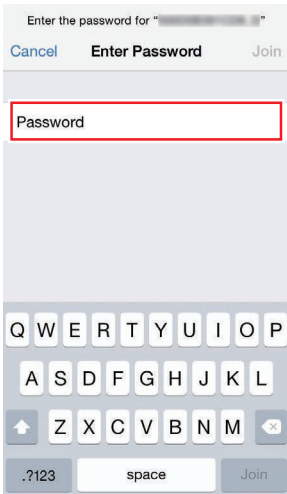 Enter the password for “ ”
Cancel Enter Password Join
Password
Q W E R T Y U I O P
A S D F G H J K L
Z X C V B N M
.?123 space Join